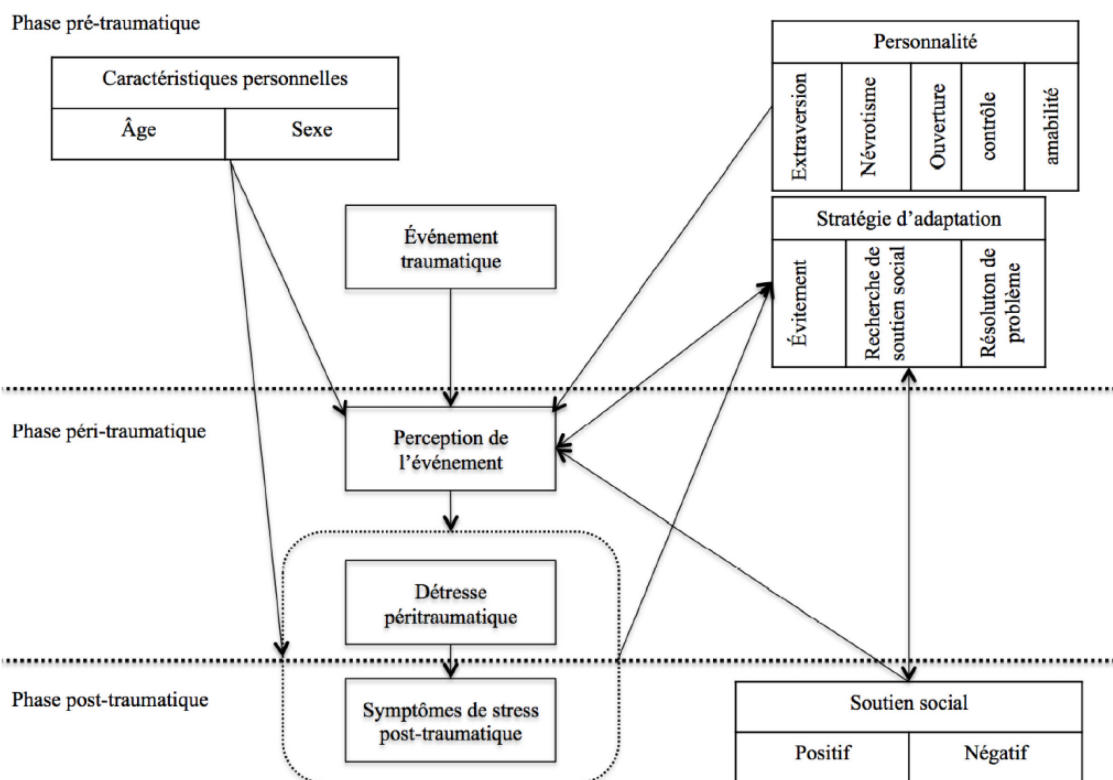 Phase pré-traumatique
Caractéristiques personnelles
Âge
Sexe
Personnalité
Extraversion
Névrotisme
Ouverture
contrôle
amabilité
Événement
traumatique
Stratégie d'adaptation
Évitement
Recherche de
soutien social
Résoluton de
problème
Phase péri-traumatique
Perception de
l'événement
Détresse
péritraumatique
Phase post-traumatique
Symptômes de stress
post-traumatique
Soutien social
Positif
Négatif